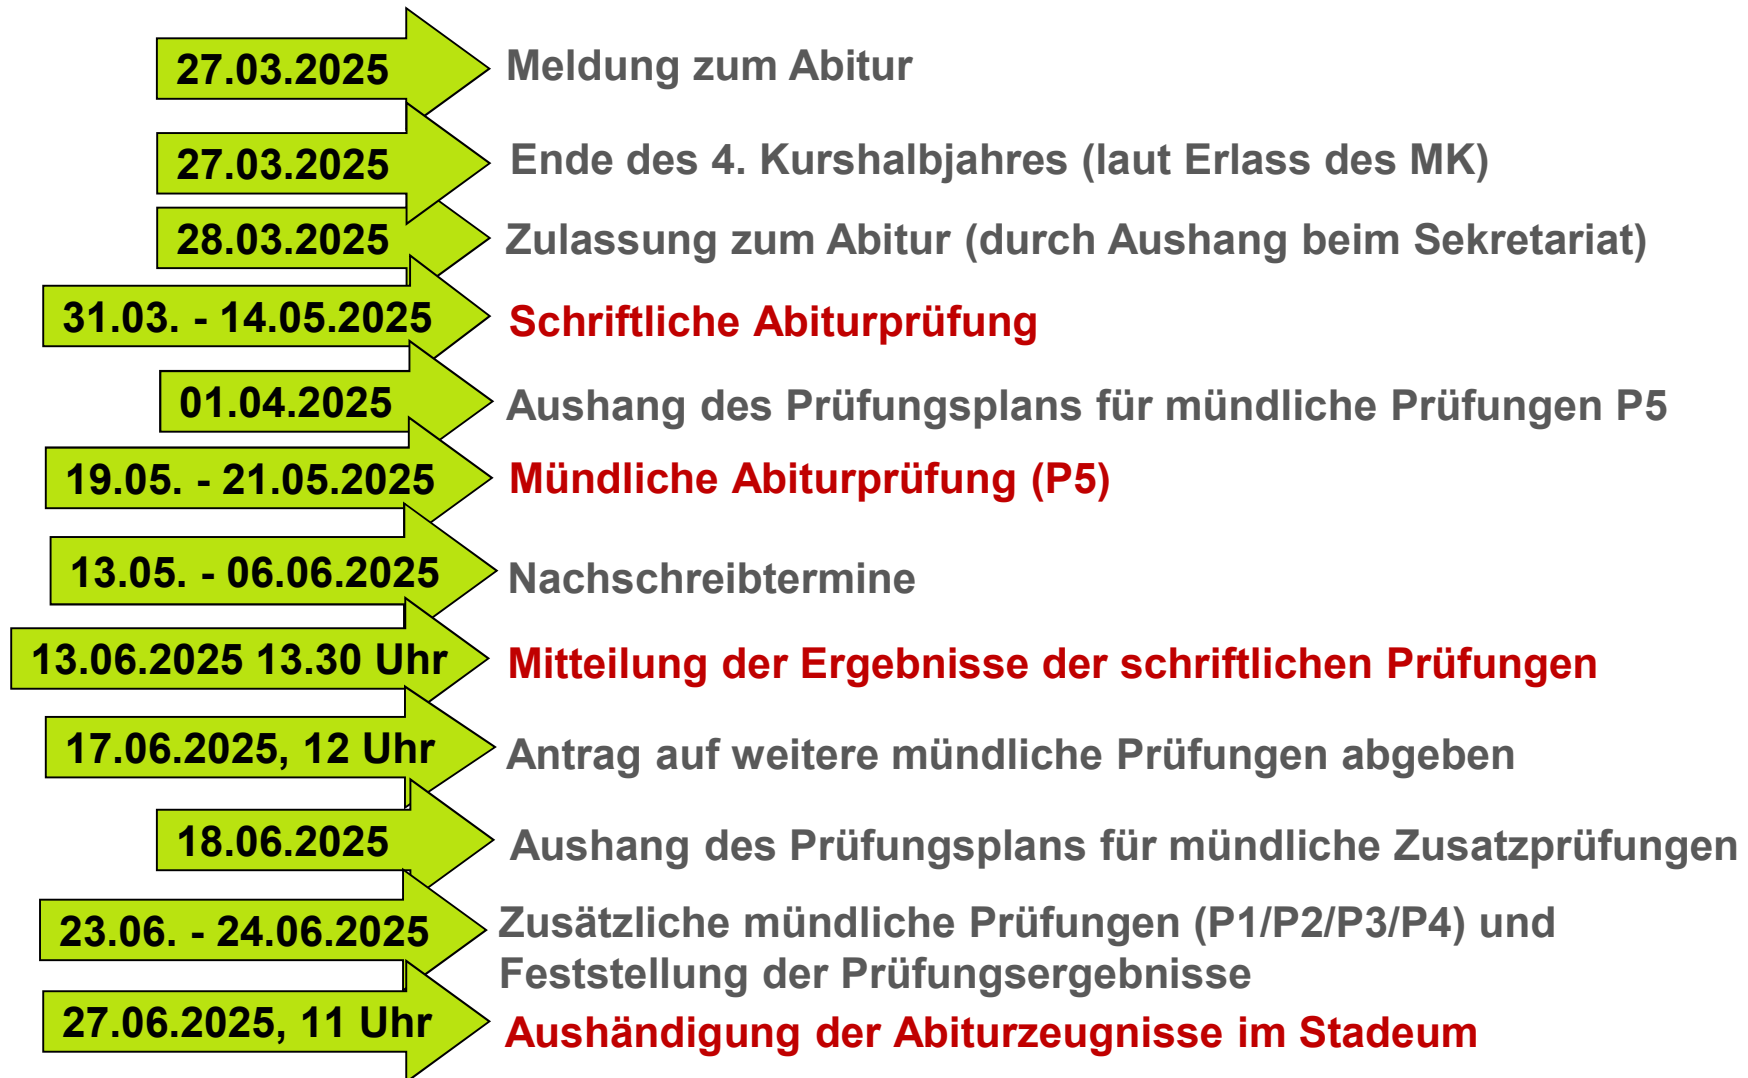 27.03.2025 Meldung zum Abitur
27.03.2025 Ende des 4. Kurshalbjahres (laut Erlass des MK)
28.03.2025 Zulassung zum Abitur (durch Aushang beim Sekretariat)
31.03. - 14.05.2025 Schriftliche Abiturprüfung
01.04.2025 Aushang des Prüfungsplans für mündliche Prüfungen P5
19.05. - 21.05.2025 Mündliche Abiturprüfung (P5)
13.05. - 06.06.2025 Nachschreibtermine
13.06.2025 13.30 Uhr Mitteilung der Ergebnisse der schriftlichen Prüfungen
17.06.2025, 12 Uhr Antrag auf weitere mündliche Prüfungen abgeben
18.06.2025 Aushang des Prüfungsplans für mündliche Zusatzprüfungen
23.06. - 24.06.2025 Zusätzliche mündliche Prüfungen (P1/P2/P3/P4) und
Feststellung der Prüfungsergebnisse
27.06.2025, 11 Uhr Aushändigung der Abiturzeugnisse im Stadeum